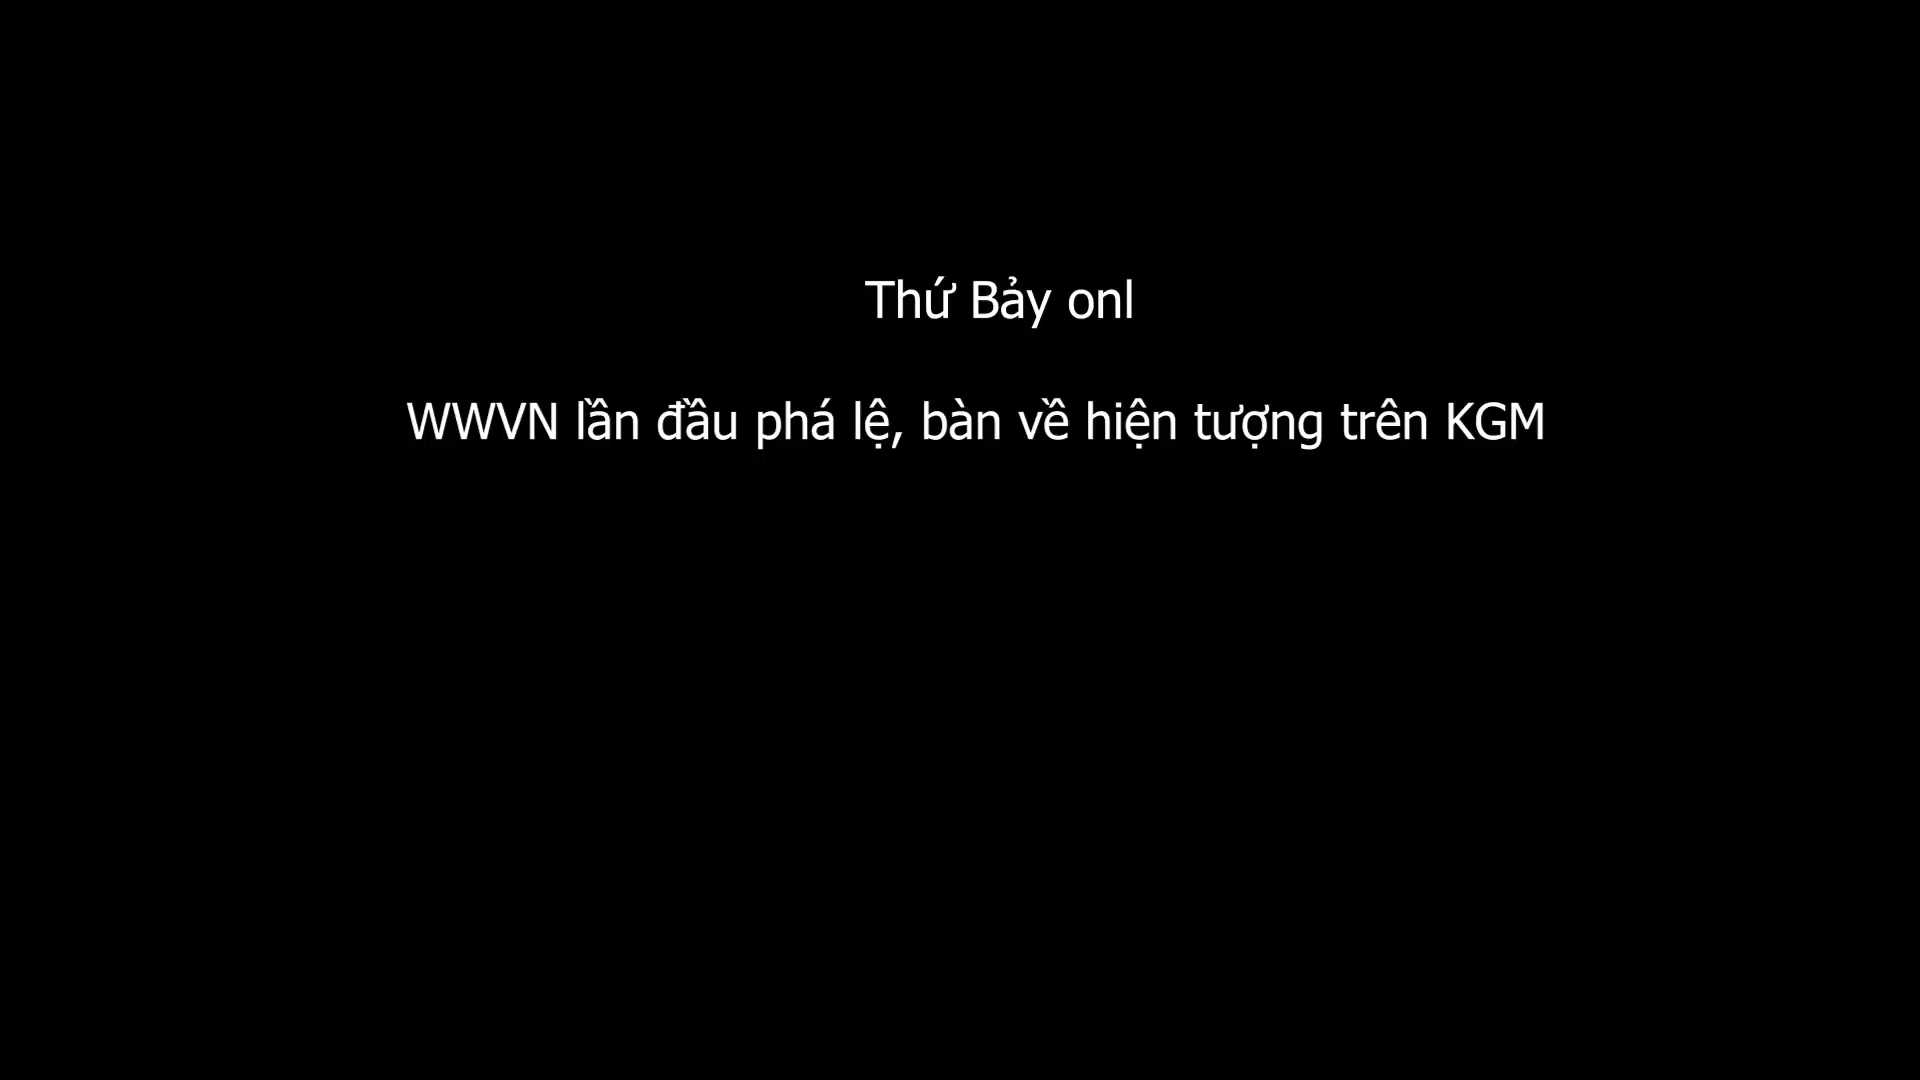 Thứ Bảy onl
WWVN lần đầu phá lệ, bàn về hiện tượng trên KGM